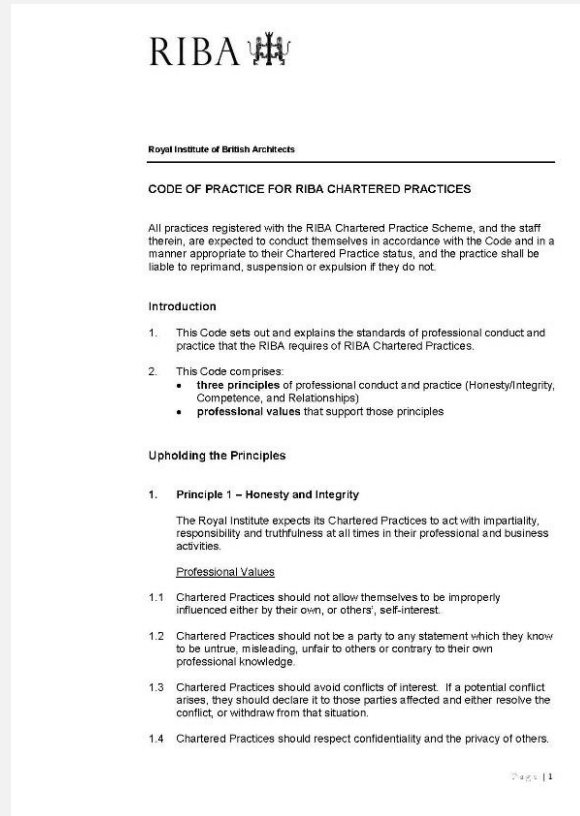 RIBA
Royal Institute of British Architects
CODE OF PRACTICE FOR RIBA CHARTERED PRACTICES
All practices registered with the RIBA Chartered Practice Scheme, and the staff
therein, are expected to conduct themselves in accordance with the Code and in a
manner appropriate to their Chartered Practice status, and the practice shall be
liable to reprimand, suspension or expulsion if they do not.
Introduction
1. This Code sets out and explains the standards of professional conduct and
practice that the RIBA requires of RIBA Chartered Practices.
2. This Code comprises:
• three principles of professional conduct and practice (Honesty/Integrity,
Competence, and Relationships)
• professional values that support those principles
Upholding the Principles
1. Principle 1 – Honesty and Integrity
The Royal Institute expects its Chartered Practices to act with impartiality,
responsibility and truthfulness at all times in their professional and business
activities.
Professional Values
1.1 Chartered Practices should not allow themselves to be improperly
influenced either by their own, or others', self-interest.
1.2 Chartered Practices should not be a party to any statement which they know
to be untrue, misleading, unfair to others or contrary to their own
professional knowledge.
1.3 Chartered Practices should avoid conflicts of interest. If a potential conflict
arises, they should declare it to those parties affected and either resolve the
conflict, or withdraw from that situation.
1.4 Chartered Practices should respect confidentiality and the privacy of others.
Page | 1